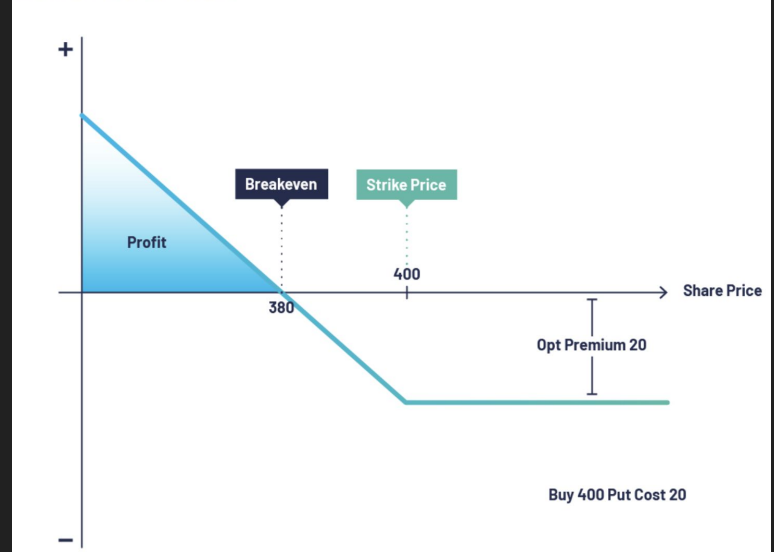 +
Breakeven
Strike Price
Profit
400
Share Price
380
Opt Premium 20
Buy 400 Put Cost 20
−